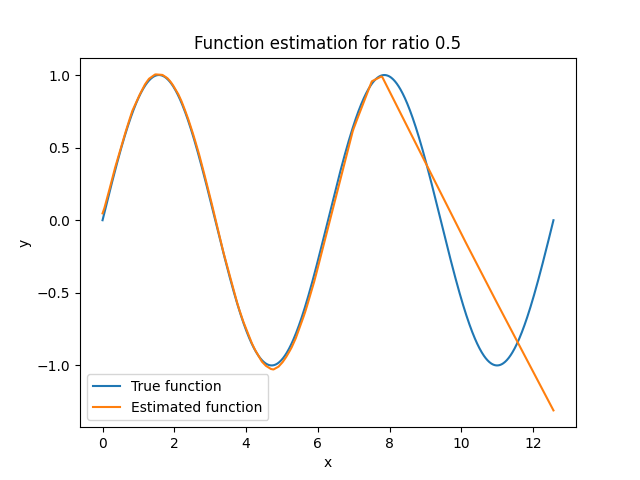 Function estimation for ratio 0.5
1.0
0.5
0.0
−0.5
−1.0
y
True function
Estimated function
0 2 4 6 8 10 12
x